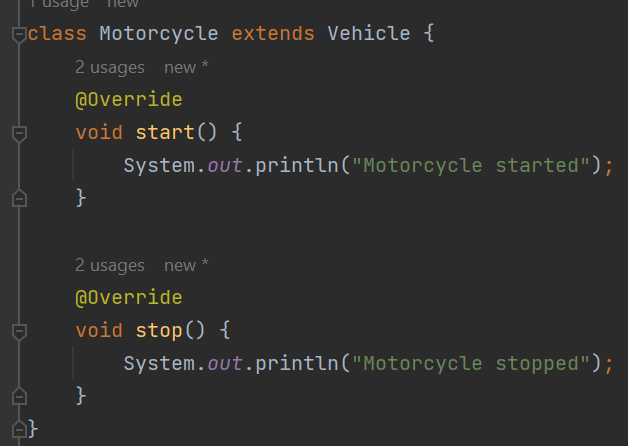 1 usage new
class Motorcycle extends Vehicle {
2 usages new *
@Override
void start() {
System.out.println("Motorcycle started");
}
2 usages new *
@Override
void stop() {
System.out.println("Motorcycle stopped");
}
}